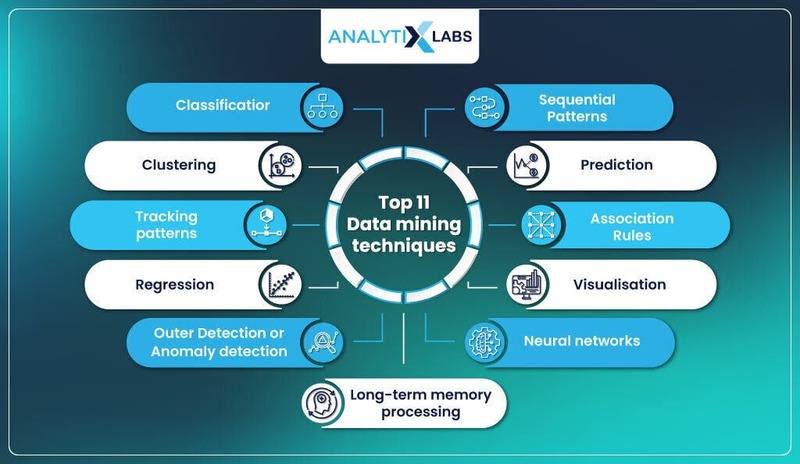 ANALYTIX LABS
Classificatior
Sequential
Patterns
Clustering
Prediction
Top 11
Data mining
techniques
Tracking
patterns
Association
Rules
Regression
Visualisation
Outer Detection or
Anomaly detection
Neural networks
Long-term memory
processing